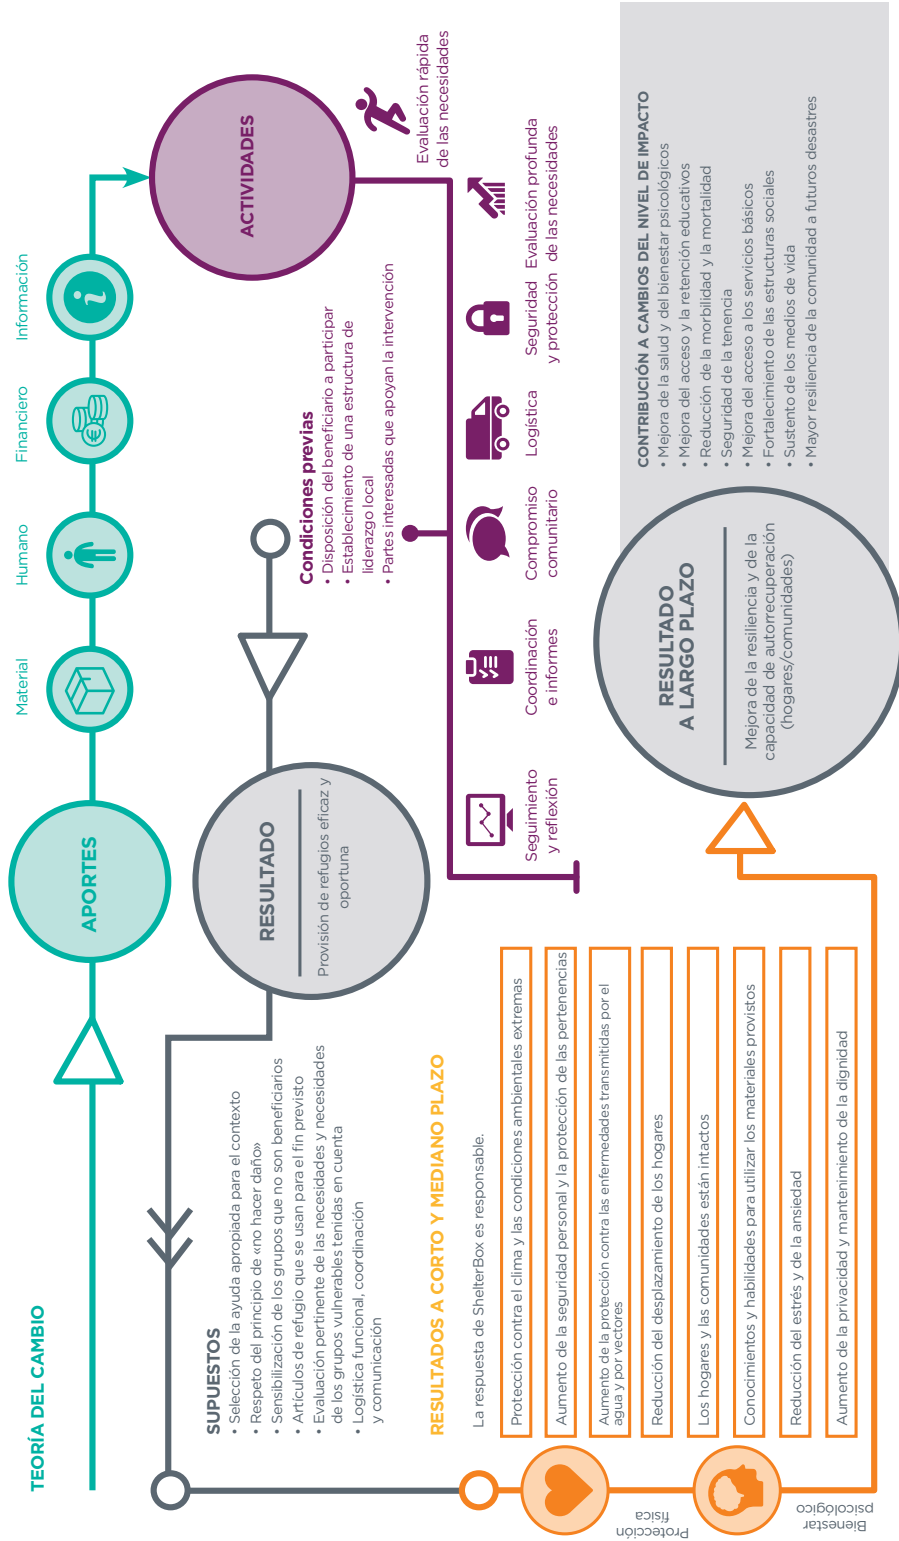 TEORÍA DEL CAMBIO
APORTES
Material
Humano
Financiero
Información
ACTIVIDADES
Evaluación rápida
de las necesidades
Evaluación profunda
de las necesidades
Seguridad
y protección
Logística
Compromiso
comunitario
Coordinación
e informes
Seguimiento
y reflexión
Condiciones previas
• Disposición del beneficiario a participar
• Establecimiento de una estructura de
liderazgo local
• Partes interesadas que apoyan la intervención
RESULTADO
Provisión de refugios eficaz y
oportuna
SUPUESTOS
• Selección de la ayuda apropiada para el contexto
• Respeto del principio de «no hacer daño»
• Sensibilización de los grupos que no son beneficiarios
• Artículos de refugio que se usan para el fin previsto
• Evaluación pertinente de las necesidades y necesidades
de los grupos vulnerables tenidas en cuenta
• Logística funcional, coordinación
y comunicación
RESULTADOS A CORTO Y MEDIANO PLAZO
La respuesta de ShelterBox es responsable.
Protección contra el clima y las condiciones ambientales extremas
Aumento de la seguridad personal y la protección de las pertenencias
Aumento de la protección contra las enfermedades transmitidas por el
agua y por vectores
Reducción del desplazamiento de los hogares
Los hogares y las comunidades están intactos
Conocimientos y habilidades para utilizar los materiales provistos
Reducción del estrés y de la ansiedad
Aumento de la privacidad y mantenimiento de la dignidad
Protección
física
Bienestar
psicológico
RESULTADO
A LARGO PLAZO
Mejora de la resiliencia y de la
capacidad de autorrecuperación
(hogares/comunidades)
CONTRIBUCIÓN A CAMBIOS DEL NIVEL DE IMPACTO
• Mejora de la salud y del bienestar psicológicos
• Mejora del acceso y la retención educativos
• Reducción de la morbilidad y la mortalidad
• Seguridad de la tenencia
• Mejora del acceso a los servicios básicos
• Fortalecimiento de las estructuras sociales
• Sustento de los medios de vida
• Mayor resiliencia de la comunidad a futuros desastres